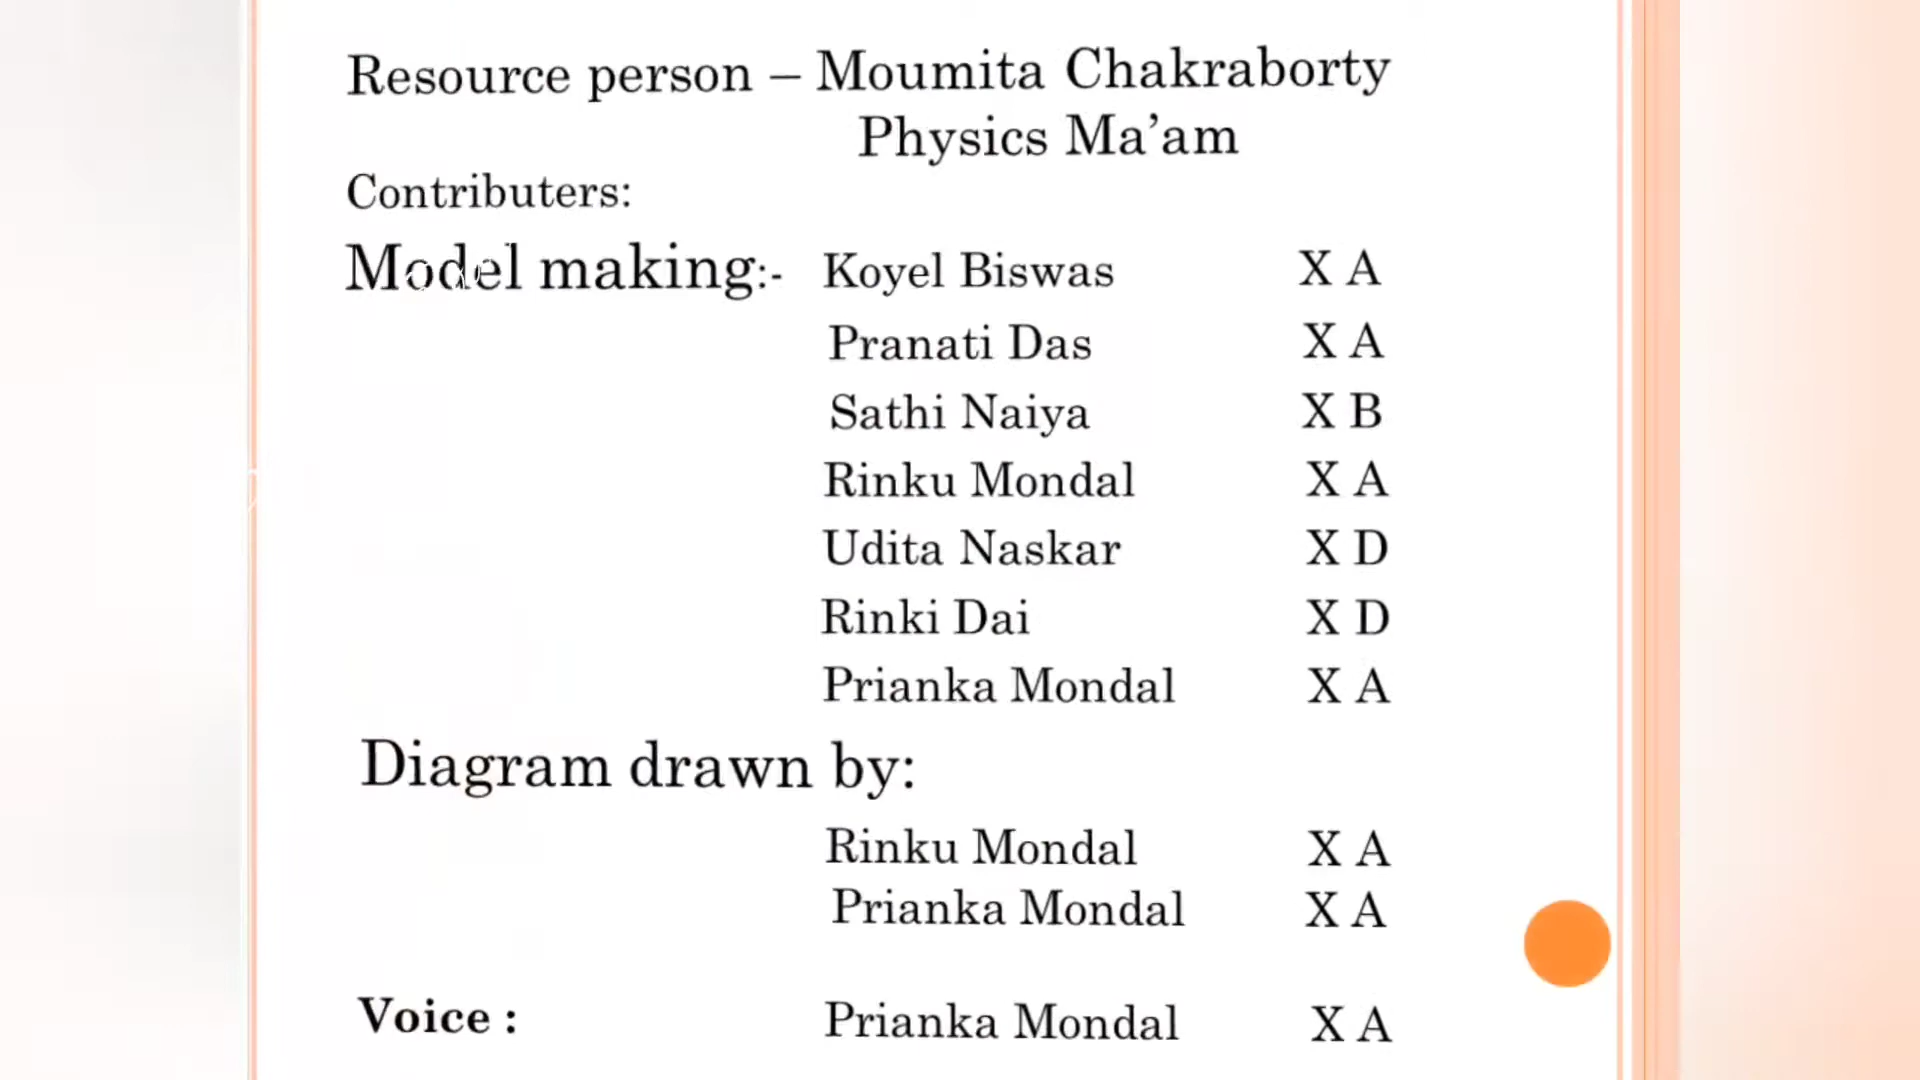 Resource person – Moumita Chakraborty
Physics Ma'am
Contributers:
Model making:- Koyel Biswas X A
Pranati Das X A
Sathi Naiya X B
Rinku Mondal X A
Udita Naskar X D
Rinki Dai X D
Prianka Mondal X A
Diagram drawn by:
Rinku Mondal X A
Prianka Mondal X A
Voice : Prianka Mondal X A